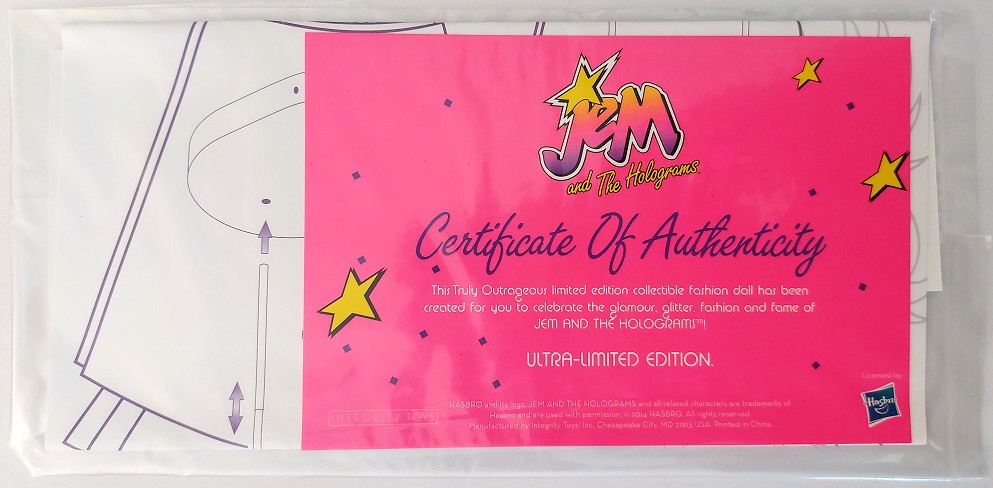 JEM
and The Holograms™
Certificate Of Authenticity
This Truly Outrageous limited edition collectible fashion doll has been
created for you to celebrate the glamour, glitter, fashion and fame of
JEM AND THE HOLOGRAMS™!
ULTRA-LIMITED EDITION.
Licensed by:
Hasbro
INTEGRITY TOYS
HASBRO and its logo, JEM AND THE HOLOGRAMS and all related characters are trademarks of
Hasbro and are used with permission. © 2014 HASBRO. All rights reserved.
Manufactured by Integrity Toys, Inc. Chesapeake City, MD 21915 USA. Printed in China.